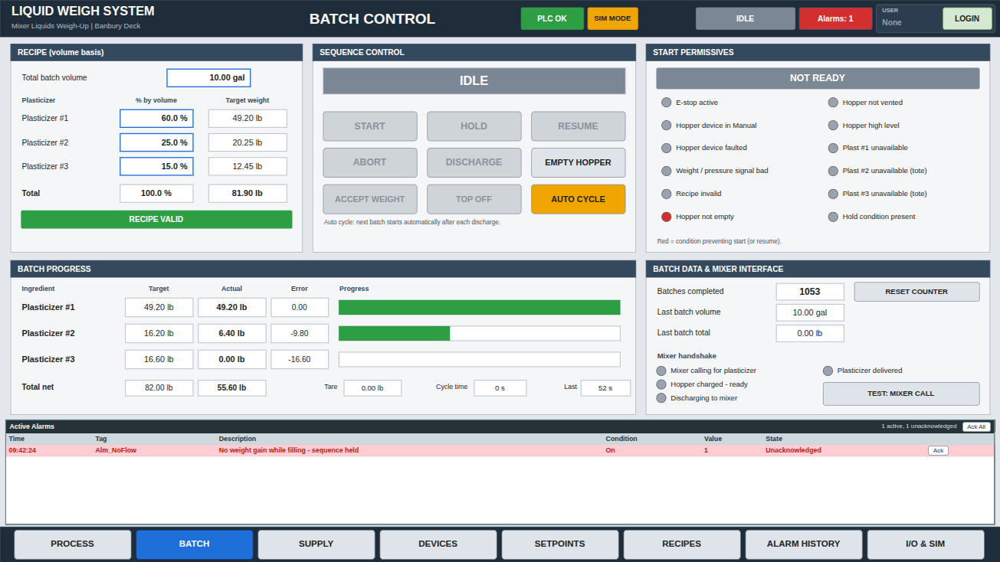 LIQUID WEIGH SYSTEM
Mixer Liquids Weigh-Up | Banbury Deck
BATCH CONTROL
PLC OK
SIM MODE
IDLE
Alarms: 1
USER
None
LOGIN
RECIPE (volume basis)
Total batch volume 10.00 gal
Plasticizer % by volume Target weight
Plasticizer #1 60.0 % 49.20 lb
Plasticizer #2 25.0 % 20.25 lb
Plasticizer #3 15.0 % 12.45 lb
Total 100.0 % 81.90 lb
RECIPE VALID
SEQUENCE CONTROL
IDLE
START HOLD RESUME
ABORT DISCHARGE EMPTY HOPPER
ACCEPT WEIGHT TOP OFF AUTO CYCLE
Auto cycle: next batch starts automatically after each discharge.
START PERMISSIVES
NOT READY
E-stop active Hopper not vented
Hopper device in Manual Hopper high level
Hopper device faulted Plast #1 unavailable
Weight / pressure signal bad Plast #2 unavailable (tote)
Recipe invalid Plast #3 unavailable (tote)
Hopper not empty Hold condition present
Red = condition preventing start (or resume).
BATCH PROGRESS
Ingredient Target Actual Error Progress
Plasticizer #1 49.20 lb 49.20 lb 0.00
Plasticizer #2 16.20 lb 6.40 lb -9.80
Plasticizer #3 16.60 lb 0.00 lb -16.60
Total net 82.00 lb 55.60 lb Tare 0.00 lb Cycle time 0 s Last 52 s
BATCH DATA & MIXER INTERFACE
Batches completed 1053 RESET COUNTER
Last batch volume 10.00 gal
Last batch total 0.00 lb
Mixer handshake
Mixer calling for plasticizer Plasticizer delivered
Hopper charged - ready
Discharging to mixer
TEST: MIXER CALL
Active Alarms 1 active, 1 unacknowledged Ack All
Time Tag Description Condition Value State
09:42:24 Alm_NoFlow No weight gain while filling - sequence held On 1 Unacknowledged Ack
PROCESS BATCH SUPPLY DEVICES SETPOINTS RECIPES ALARM HISTORY I/O & SIM